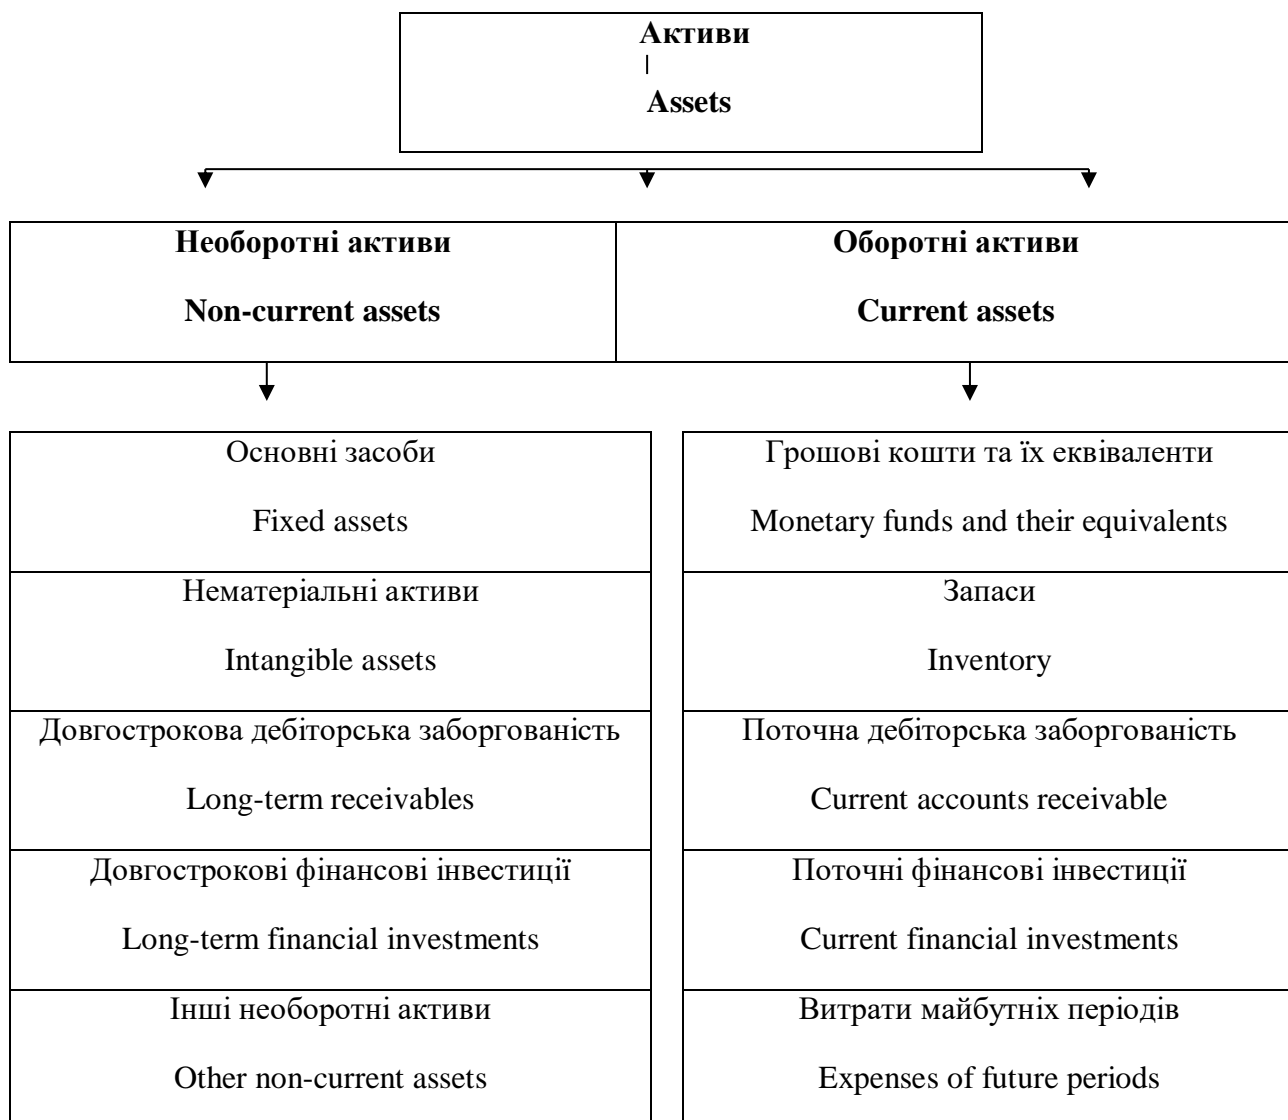 Активи
Assets
Необоротні активи
Non-current assets
Оборотні активи
Current assets
Основні засоби
Fixed assets
Нематеріальні активи
Intangible assets
Довгострокова дебіторська заборгованість
Long-term receivables
Довгострокові фінансові інвестиції
Long-term financial investments
Інші необоротні активи
Other non-current assets
Грошові кошти та їх еквіваленти
Monetary funds and their equivalents
Запаси
Inventory
Поточна дебіторська заборгованість
Current accounts receivable
Поточні фінансові інвестиції
Current financial investments
Витрати майбутніх періодів
Expenses of future periods